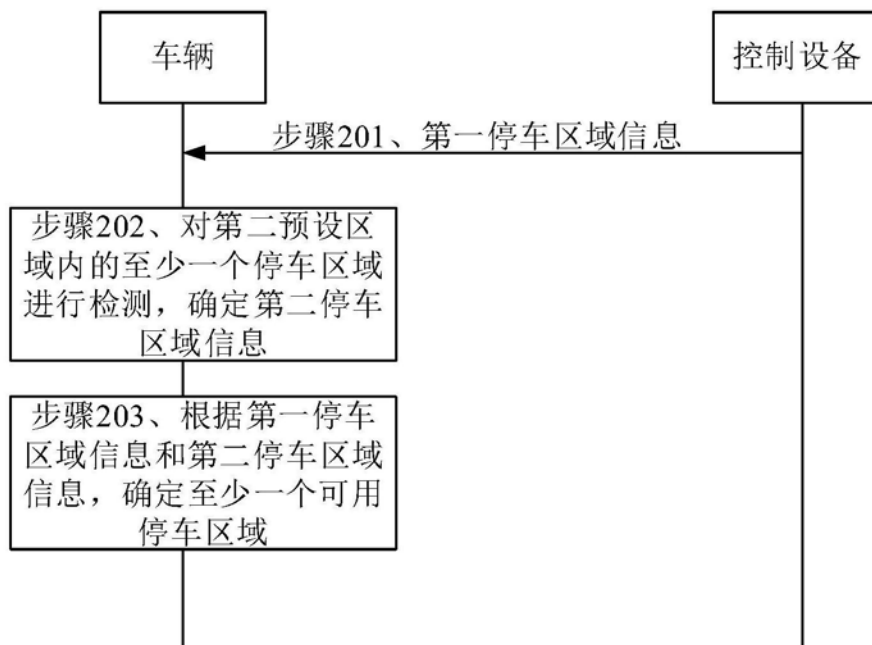 车辆
控制设备
步骤201、第一停车区域信息
步骤202、对第二预设区
域内的至少一个停车区域
进行检测，确定第二停车
区域信息
步骤203、根据第一停车
区域信息和第二停车区域
信息，确定至少一个可用
停车区域